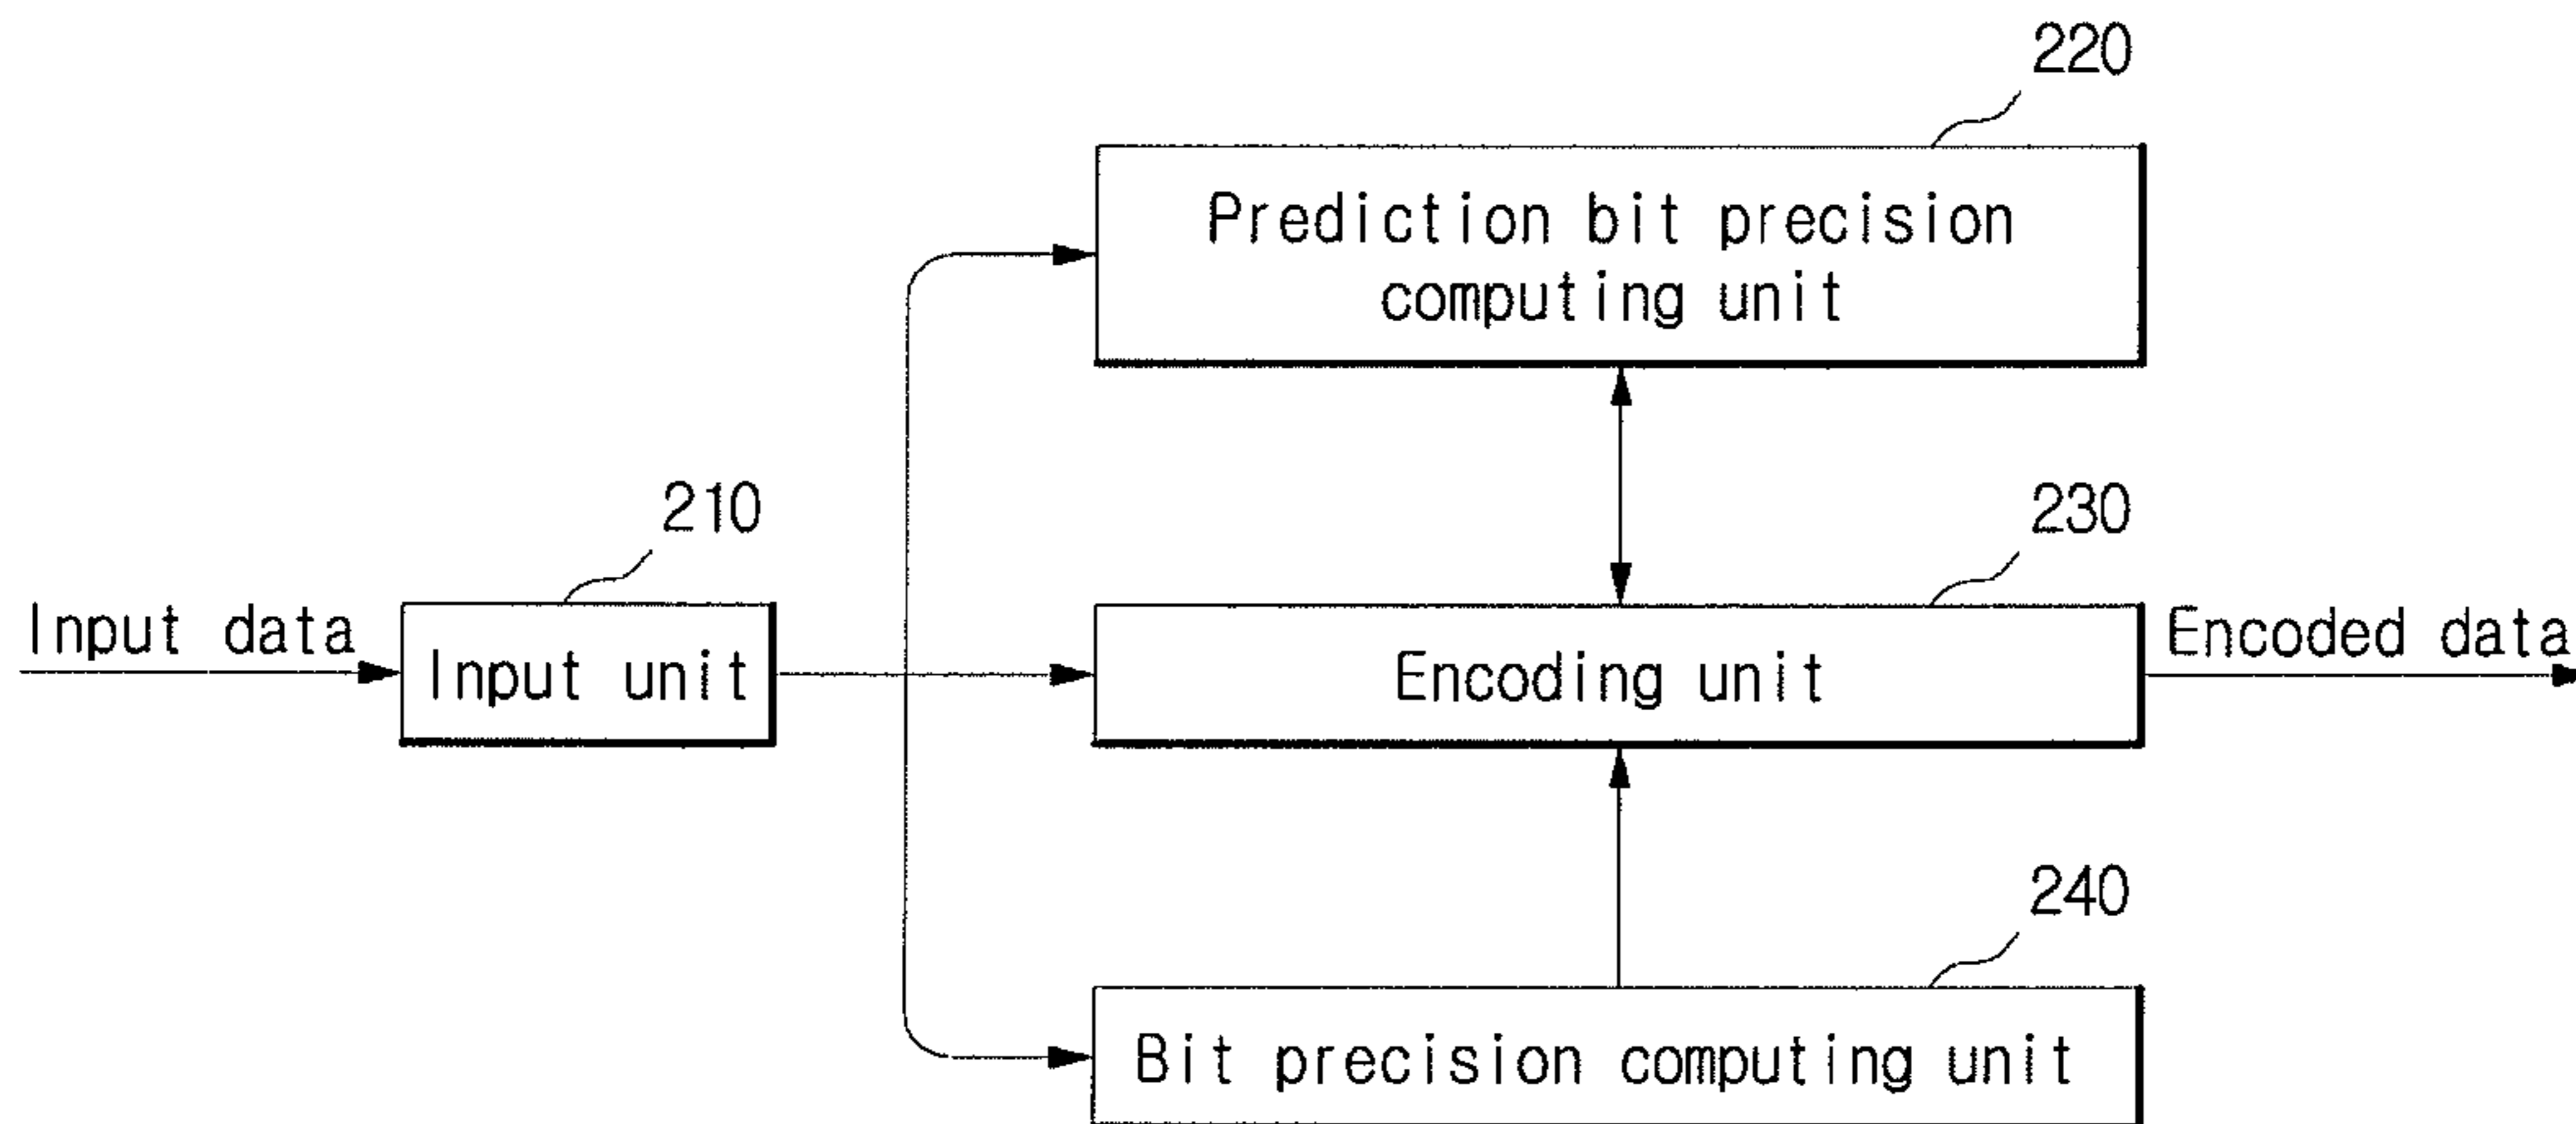 220
Prediction bit precision
computing unit
210
230
Input data
Input unit
Encoding unit
Encoded data
240
Bit precision computing unit